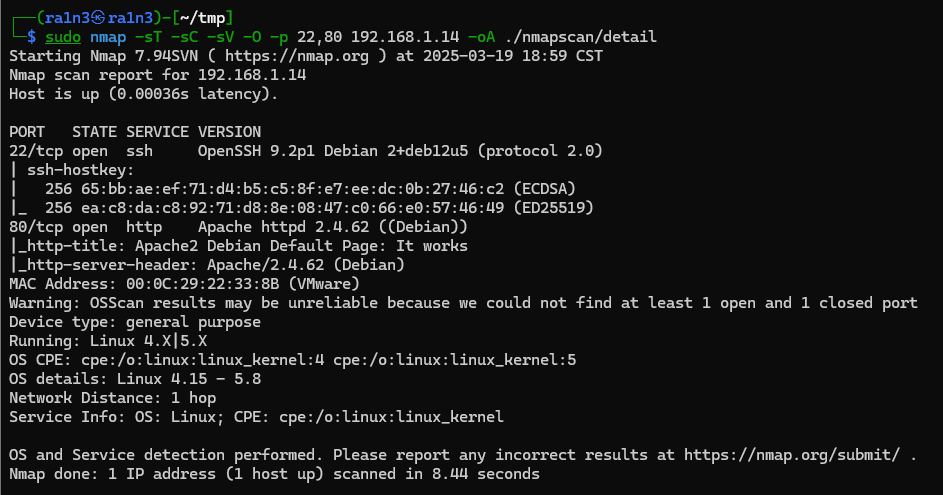 ┌──(ra1n3㉿ra1n3)-[~/tmp]
└─$ sudo nmap -sT -sC -sV -O -p 22,80 192.168.1.14 -oA ./nmapscan/detail
Starting Nmap 7.94SVN ( https://nmap.org ) at 2025-03-19 18:59 CST
Nmap scan report for 192.168.1.14
Host is up (0.00036s latency).

PORT   STATE SERVICE VERSION
22/tcp open  ssh     OpenSSH 9.2p1 Debian 2+deb12u5 (protocol 2.0)
| ssh-hostkey:
|   256 65:bb:ae:ef:71:d4:b5:c5:8f:e7:ee:dc:0b:27:46:c2 (ECDSA)
|_  256 ea:c8:da:c8:92:71:d8:8e:08:47:c0:66:e0:57:46:49 (ED25519)
80/tcp open  http    Apache httpd 2.4.62 ((Debian))
|_http-title: Apache2 Debian Default Page: It works
|_http-server-header: Apache/2.4.62 (Debian)
MAC Address: 00:0C:29:22:33:8B (VMware)
Warning: OSScan results may be unreliable because we could not find at least 1 open and 1 closed port
Device type: general purpose
Running: Linux 4.X|5.X
OS CPE: cpe:/o:linux:linux_kernel:4 cpe:/o:linux:linux_kernel:5
OS details: Linux 4.15 - 5.8
Network Distance: 1 hop
Service Info: OS: Linux; CPE: cpe:/o:linux:linux_kernel

OS and Service detection performed. Please report any incorrect results at https://nmap.org/submit/ .
Nmap done: 1 IP address (1 host up) scanned in 8.44 seconds